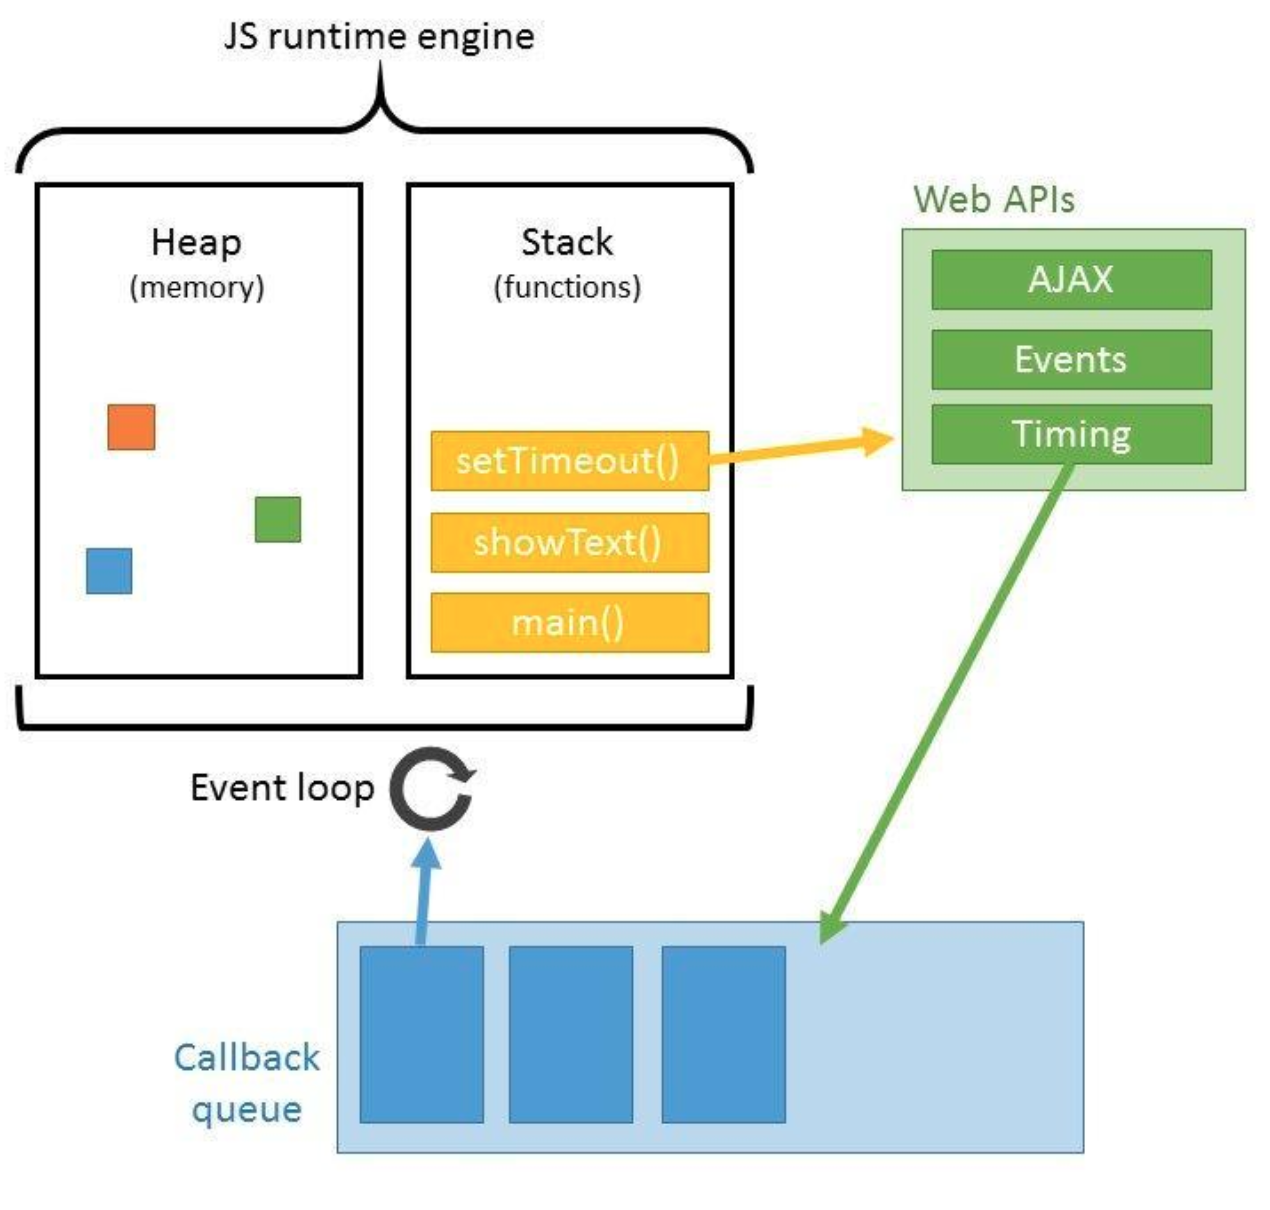 JS runtime engine
Heap
(memory)
Stack
(functions)
setTimeout()
showText()
main()
Web APIs
AJAX
Events
Timing
Event loop
Callback
queue